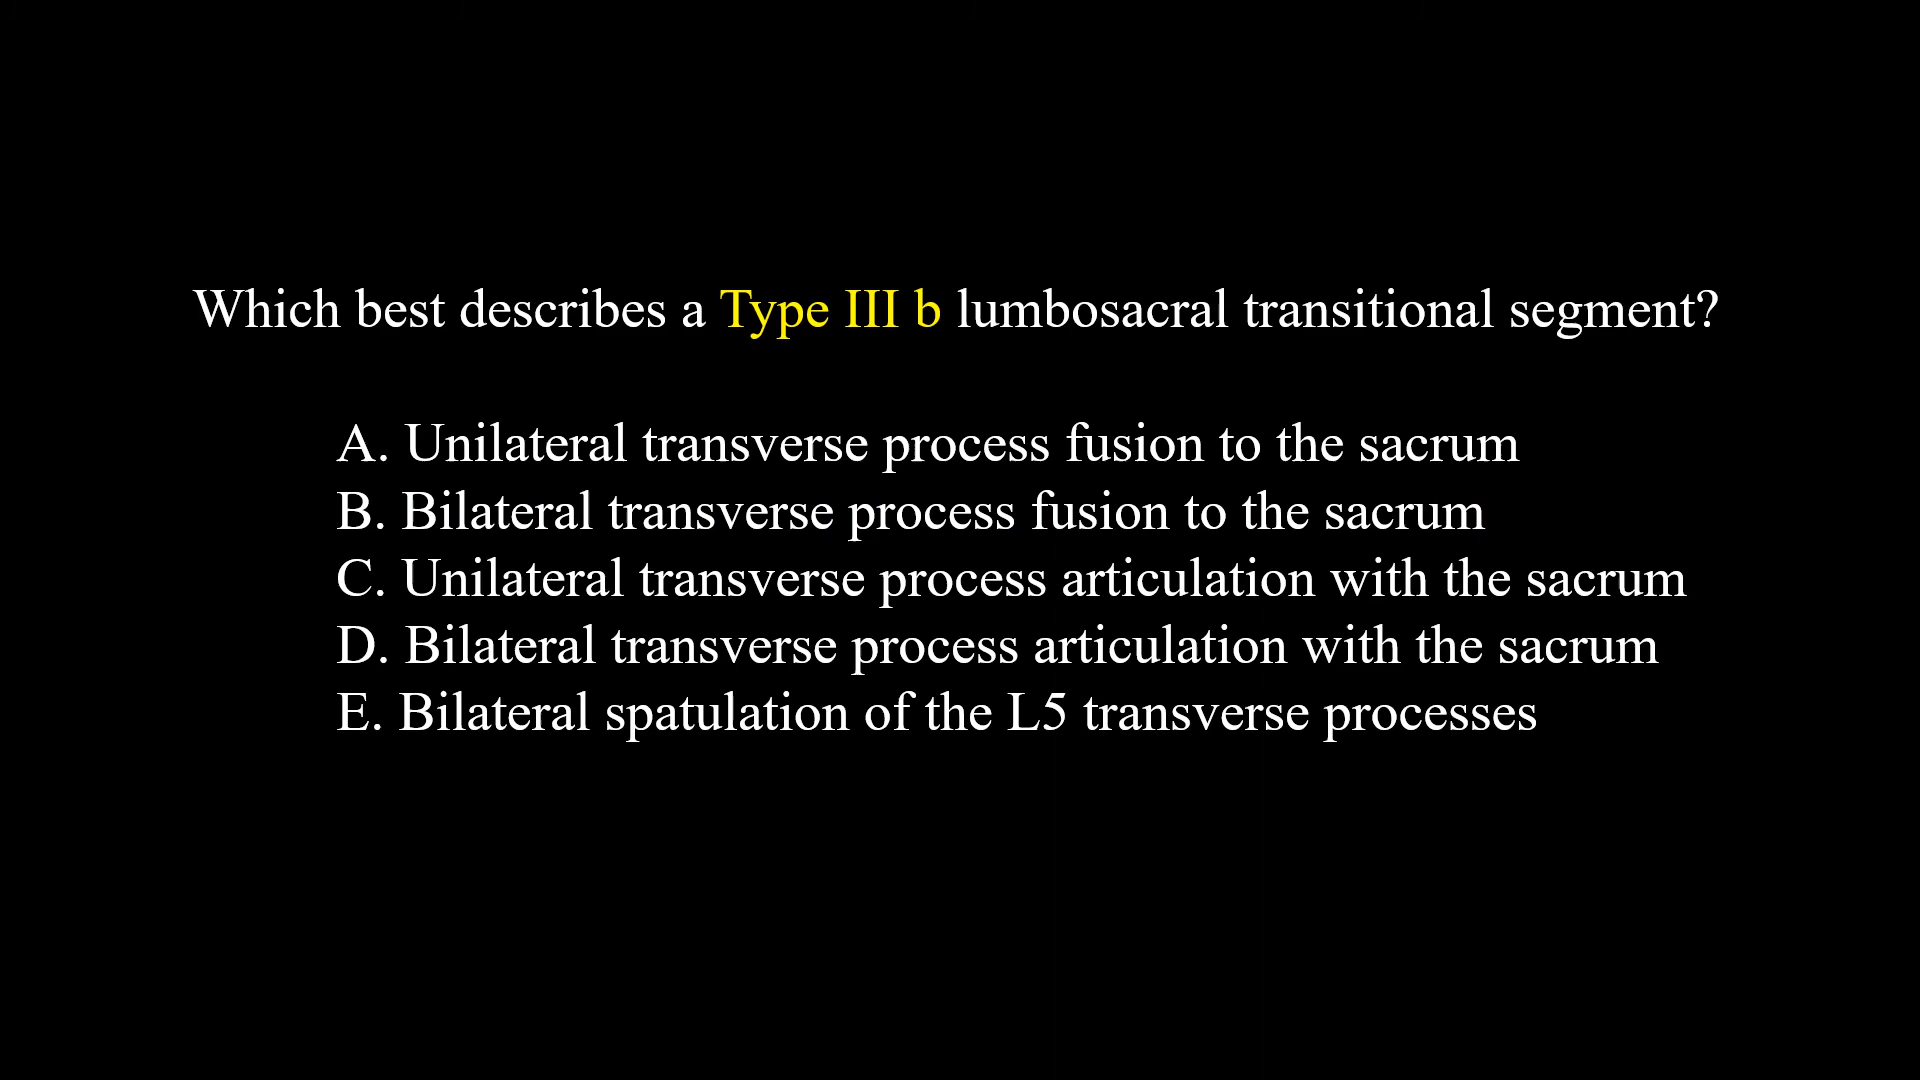 Which best describes a Type III b lumbosacral transitional segment?
A. Unilateral transverse process fusion to the sacrum
B. Bilateral transverse process fusion to the sacrum
C. Unilateral transverse process articulation with the sacrum
D. Bilateral transverse process articulation with the sacrum
E. Bilateral spatulation of the L5 transverse processes